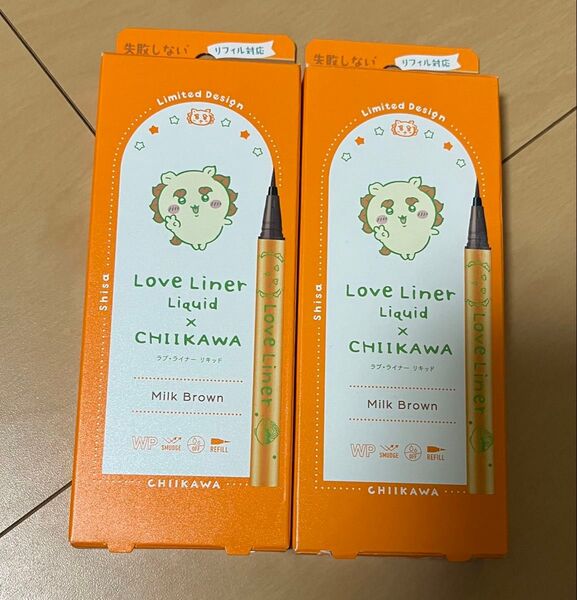 失敗しない
リフィル対応
Limited Design
Shisa
Love Liner
Liquid
×
CHIIKAWA
ラブ・ライナー リキッド
Milk Brown
WP
SMUDGE
OFF
REFILL
CHIIKAWA
Love Liner
失敗しない
リフィル対応
Limited Design
Shisa
Love Liner
Liquid
×
CHIIKAWA
ラブ・ライナー リキッド
Milk Brown
WP
SMUDGE
OFF
REFILL
CHIIKAWA
Love Liner